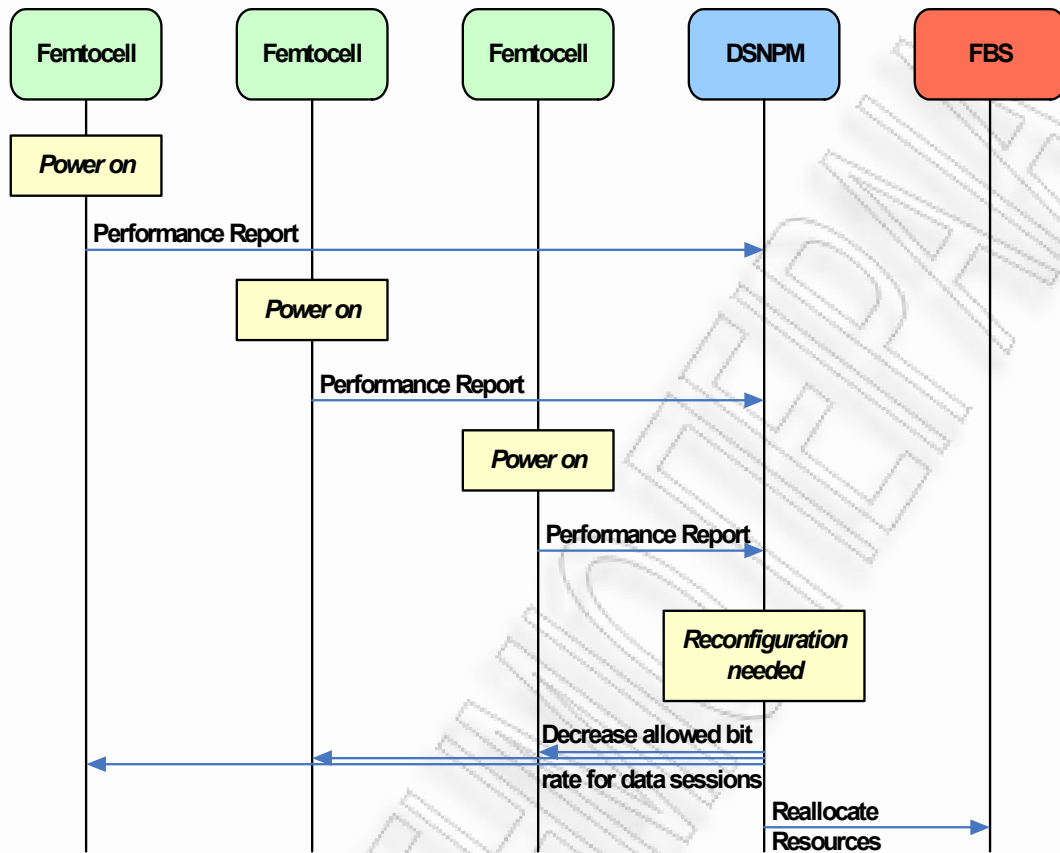 Femtocell
Femtocell
Femtocell
DSNPM
FBS
Power on
Performance Report
Power on
Performance Report
Power on
Performance Report
Reconfiguration
needed
Decrease allowed bit
rate for data sessions
Reallocate
Resources